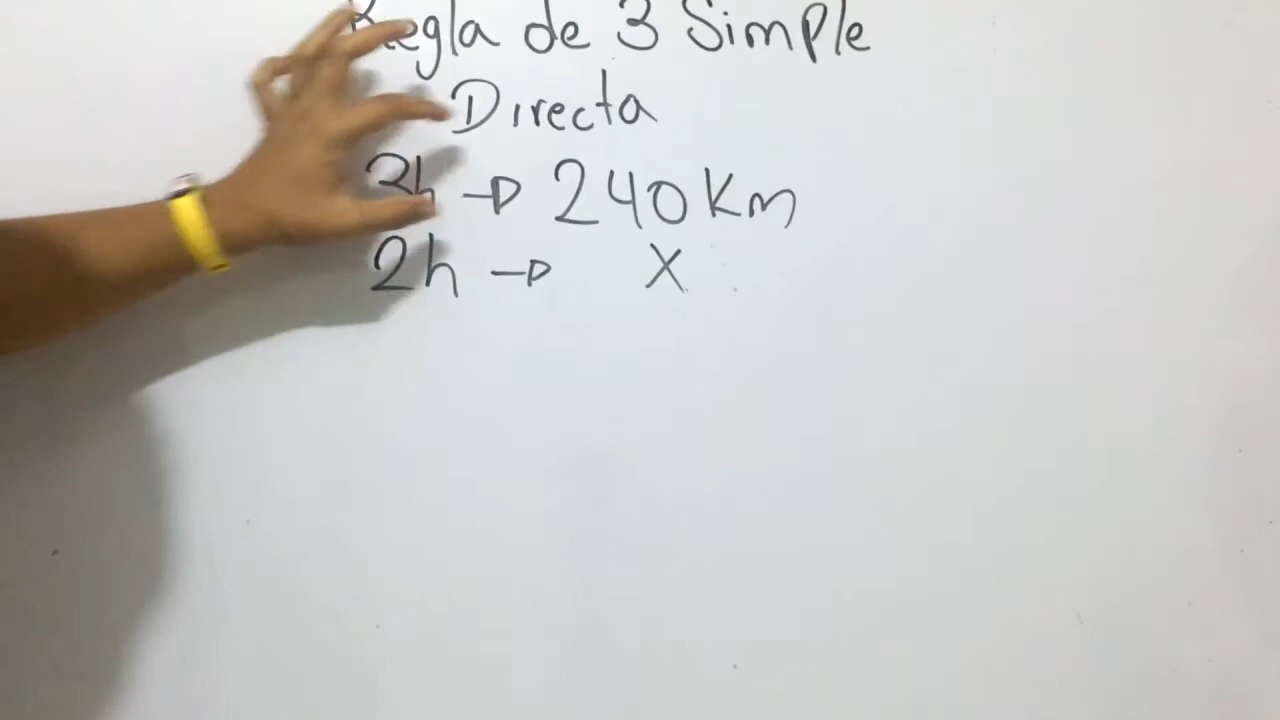 Regla de 3 Simple
Directa
3h → 240 Km
2h → X